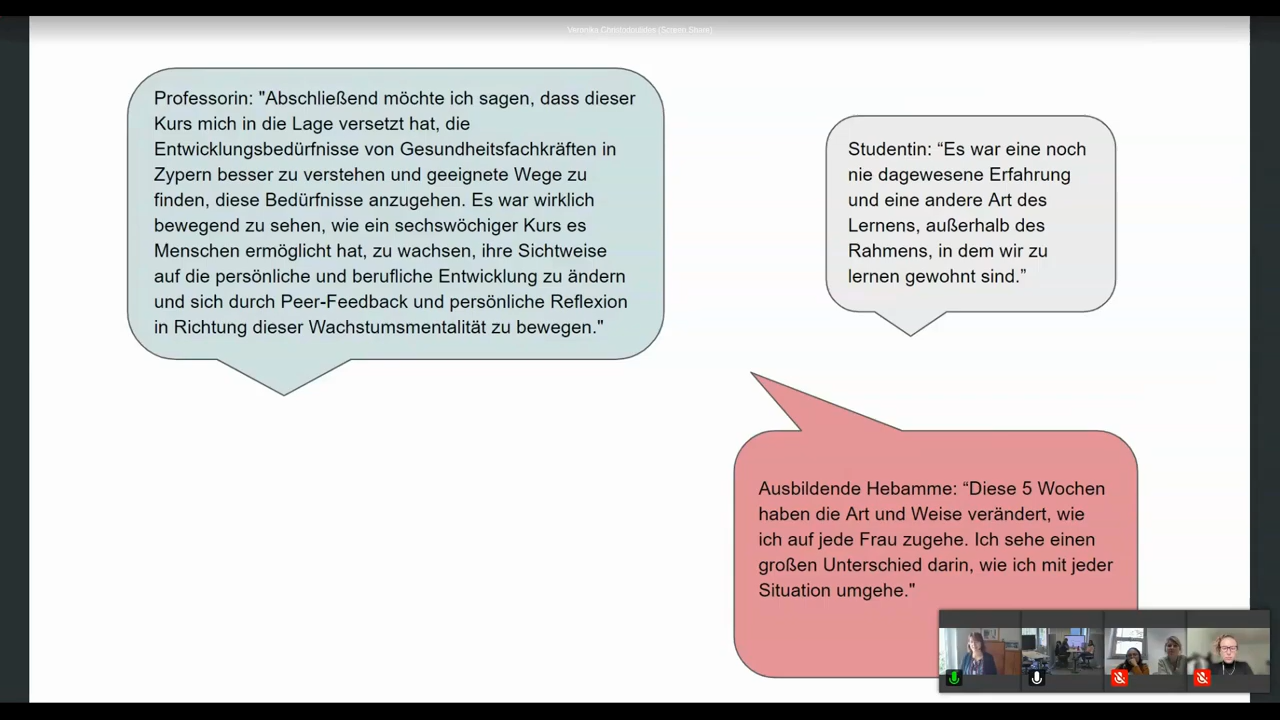 Veronika Christodoulides (Screen Share)
Professorin: "Abschließend möchte ich sagen, dass dieser
Kurs mich in die Lage versetzt hat, die
Entwicklungsbedürfnisse von Gesundheitsfachkräften in
Zypern besser zu verstehen und geeignete Wege zu
finden, diese Bedürfnisse anzugehen. Es war wirklich
bewegend zu sehen, wie ein sechswöchiger Kurs es
Menschen ermöglicht hat, zu wachsen, ihre Sichtweise
auf die persönliche und berufliche Entwicklung zu ändern
und sich durch Peer-Feedback und persönliche Reflexion
in Richtung dieser Wachstumsmentalität zu bewegen."
Studentin: “Es war eine noch
nie dagewesene Erfahrung
und eine andere Art des
Lernens, außerhalb des
Rahmens, in dem wir zu
lernen gewohnt sind.”
Ausbildende Hebamme: “Diese 5 Wochen
haben die Art und Weise verändert, wie
ich auf jede Frau zugehe. Ich sehe einen
großen Unterschied darin, wie ich mit jeder
Situation umgehe."